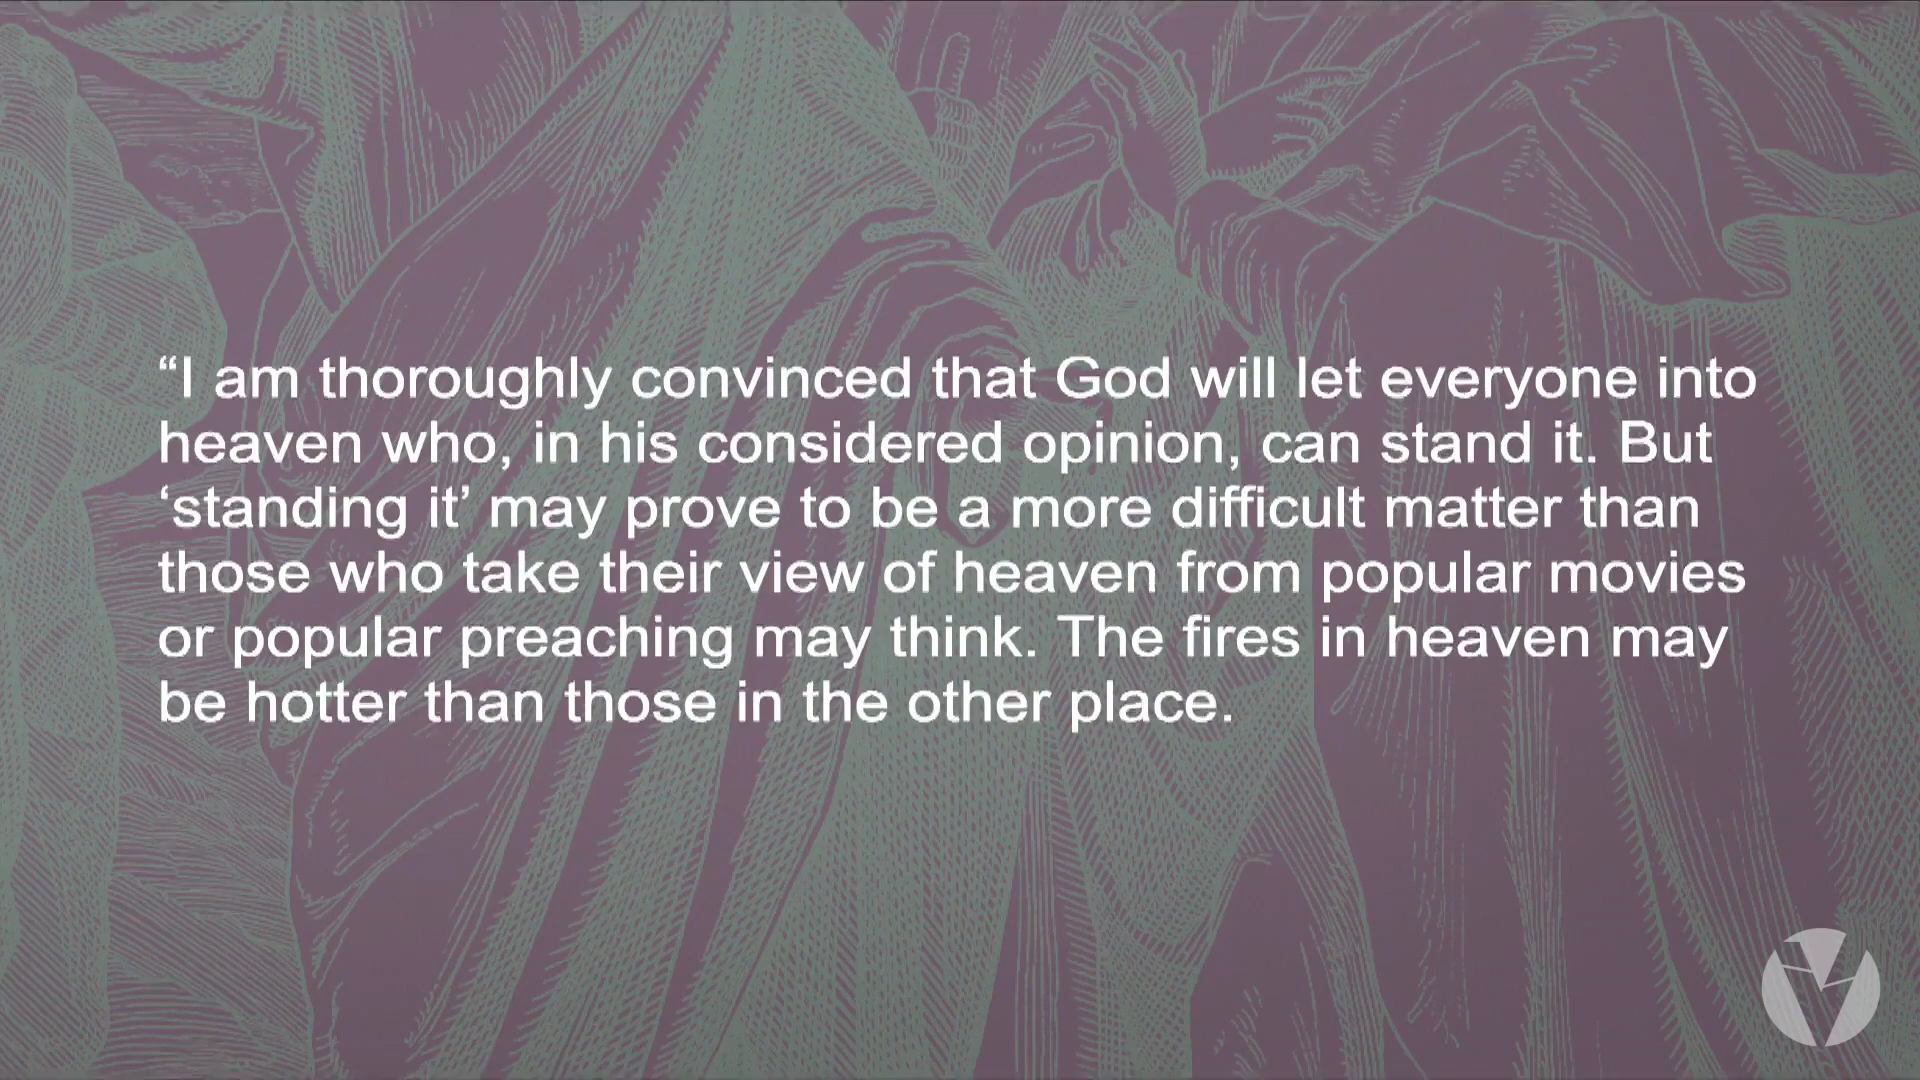 “I am thoroughly convinced that God will let everyone into
heaven who, in his considered opinion, can stand it. But
‘standing it’ may prove to be a more difficult matter than
those who take their view of heaven from popular movies
or popular preaching may think. The fires in heaven may
be hotter than those in the other place.